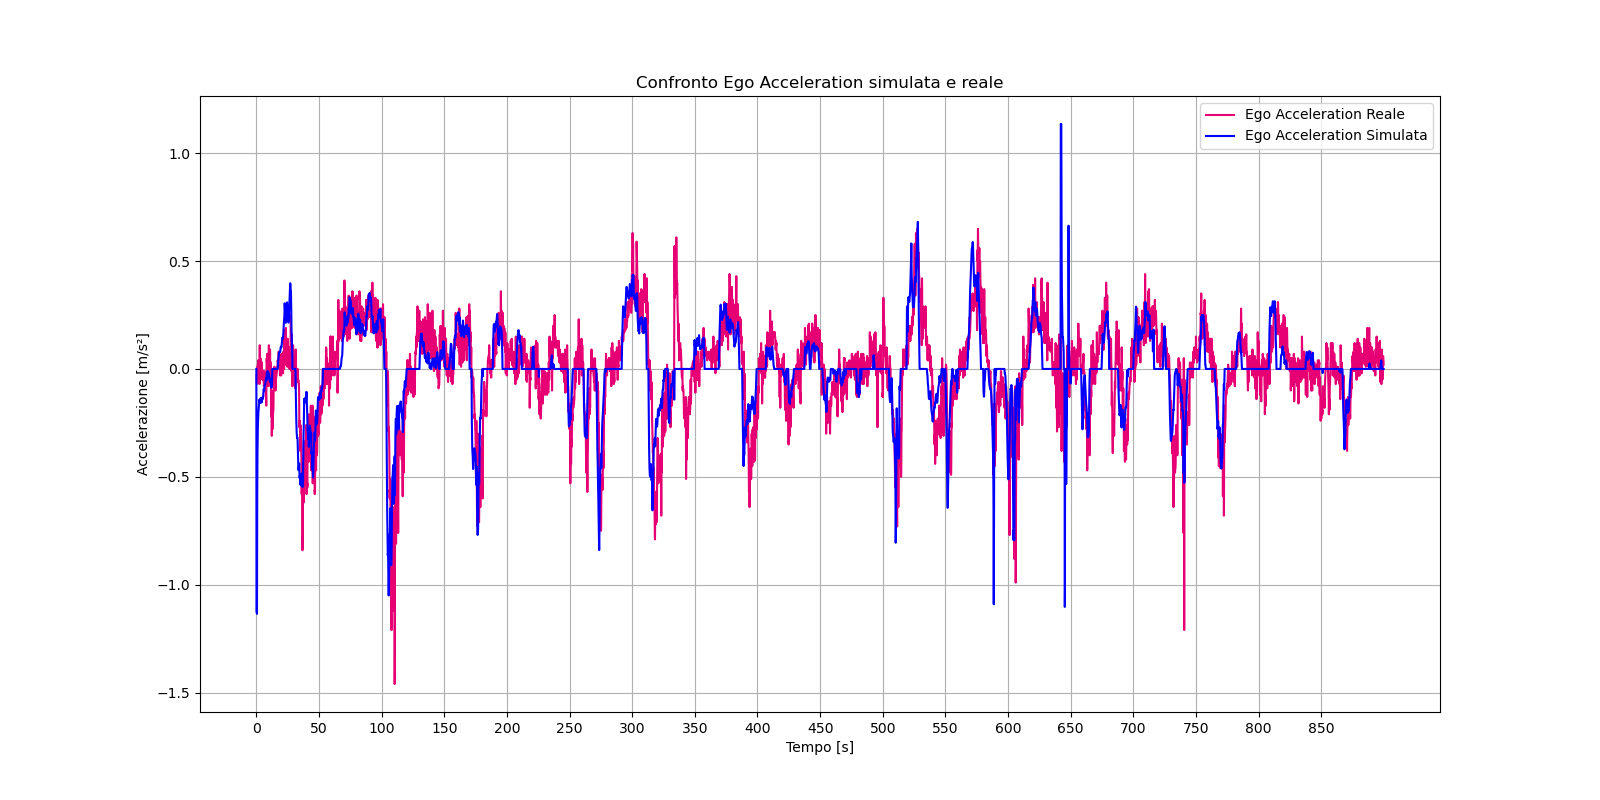 Confronto Ego Acceleration simulata e reale
Ego Acceleration Reale
Ego Acceleration Simulata
Accelerazione [m/s²]
1.0
0.5
0.0
−0.5
−1.0
−1.5
0 50 100 150 200 250 300 350 400 450 500 550 600 650 700 750 800 850
Tempo [s]